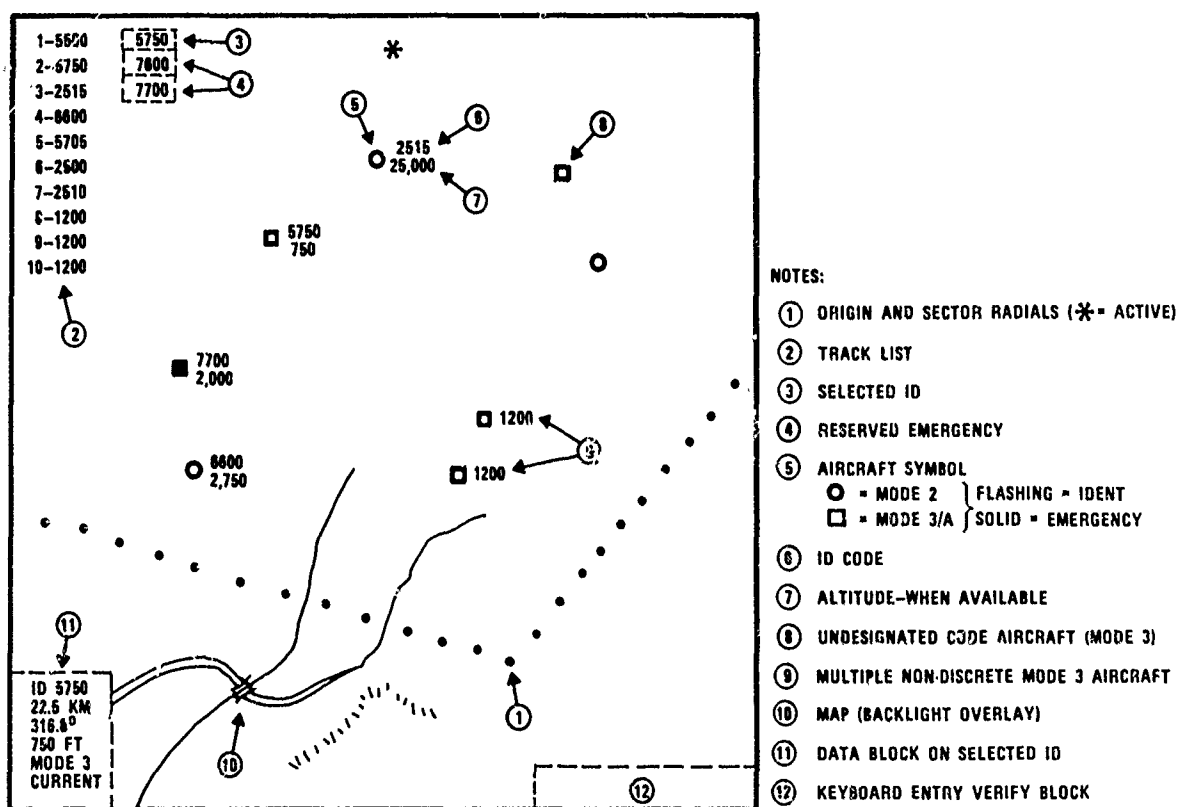 5750
③
2-6750
7600
3-2515
7700
④
4-6600
5-5705
6-2500
7-2510
9-1200
10-1200
②
⑤
⑥
2515
25,000
⑦
⑧
5750
750
7700
2,000
1200
1200
⑨
6600
2,750
①
⑩
⑪
ID 5750
22.5 KM
316.8°
750 FT
MODE 3
CURRENT
⑫
NOTES:
① ORIGIN AND SECTOR RADIALS (✱ = ACTIVE)
② TRACK LIST
③ SELECTED ID
④ RESERVED EMERGENCY
⑤ AIRCRAFT SYMBOL
O = MODE 2 } FLASHING = IDENT
□ = MODE 3/A } SOLID = EMERGENCY
⑥ ID CODE
⑦ ALTITUDE-WHEN AVAILABLE
⑧ UNDESIGNATED CODE AIRCRAFT (MODE 3)
⑨ MULTIPLE NON-DISCRETE MODE 3 AIRCRAFT
⑩ MAP (BACKLIGHT OVERLAY)
⑪ DATA BLOCK ON SELECTED ID
⑫ KEYBOARD ENTRY VERIFY BLOCK